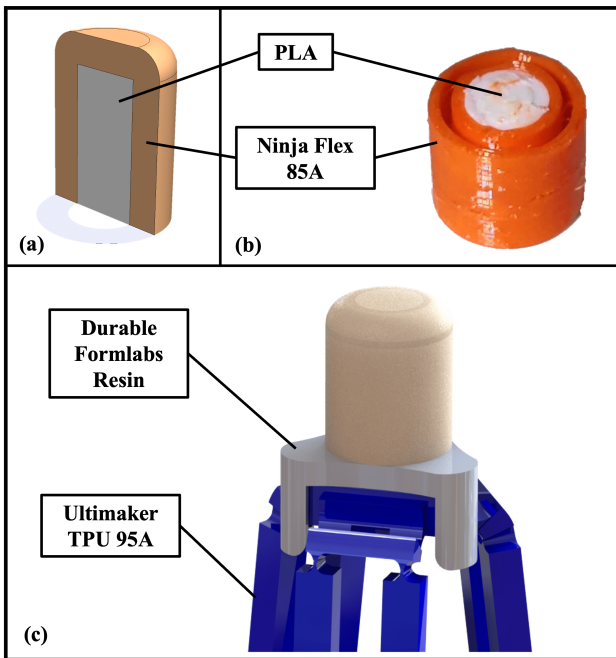 PLA
Ninja Flex
85A
(a)
(b)
Durable
Formlabs
Resin
Ultimaker
TPU 95A
(c)